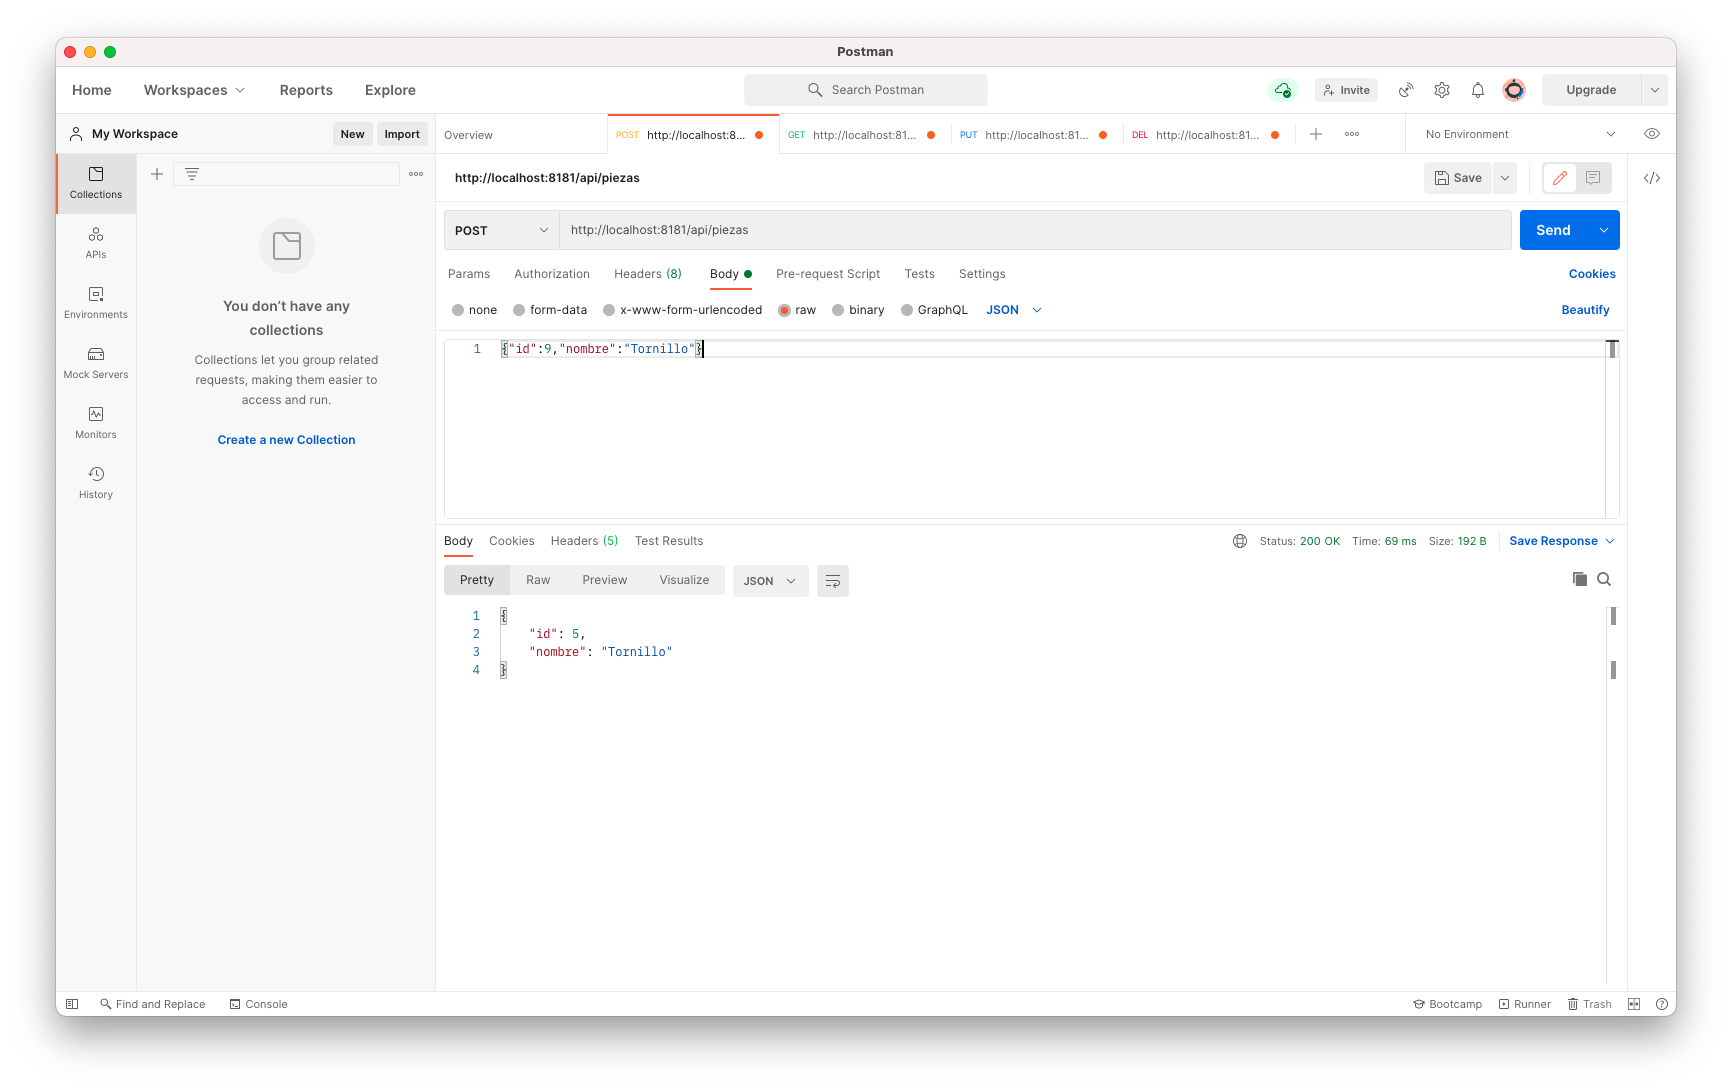 Postman
Home Workspaces Reports Explore Search Postman Invite Upgrade
My Workspace New Import Overview POST http://localhost:8... GET http://localhost:81... PUT http://localhost:81... DEL http://localhost:81... No Environment
Collections
APIs
Environments
Mock Servers
Monitors
History
You don’t have any
collections
Collections let you group related
requests, making them easier to
access and run.
Create a new Collection
http://localhost:8181/api/piezas Save </>
POST http://localhost:8181/api/piezas Send
Params Authorization Headers (8) Body Pre-request Script Tests Settings Cookies
none form-data x-www-form-urlencoded raw binary GraphQL JSON Beautify
1 {"id":9,"nombre":"Tornillo"}
Body Cookies Headers (5) Test Results Status: 200 OK Time: 69 ms Size: 192 B Save Response
Pretty Raw Preview Visualize JSON
1 {
2 "id": 5,
3 "nombre": "Tornillo"
4 }
Find and Replace Console Bootcamp Runner Trash